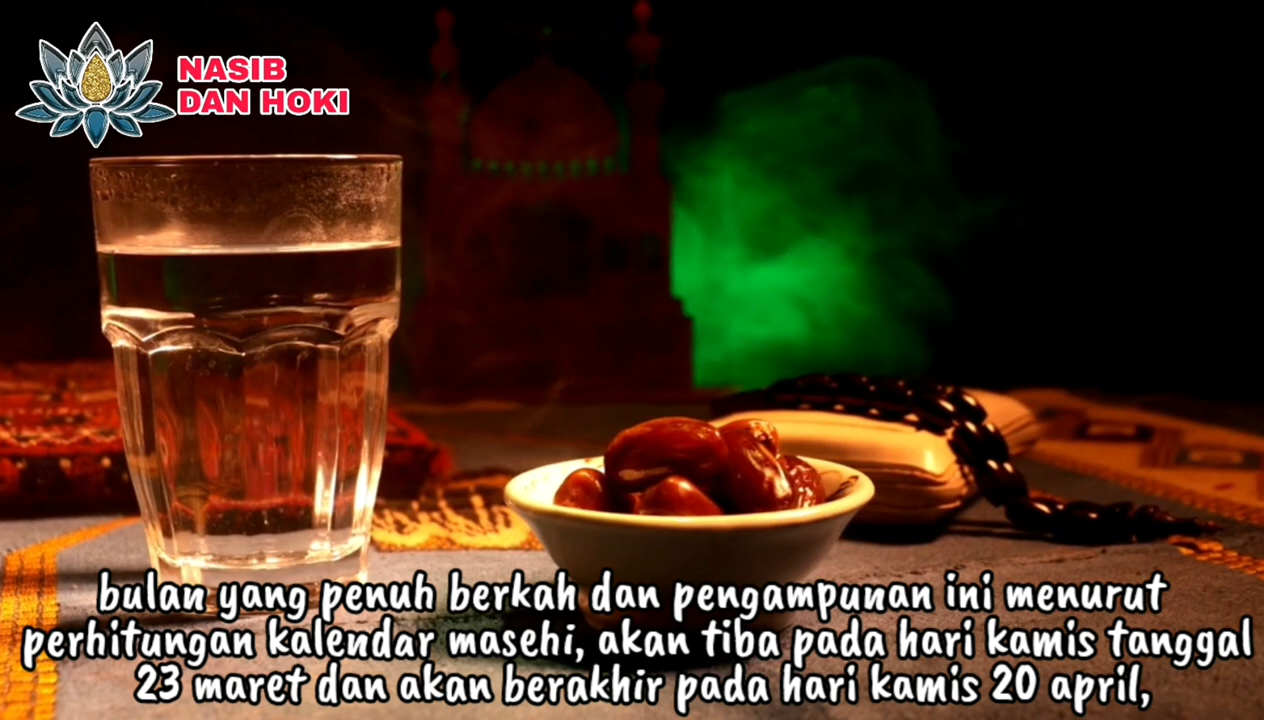 NASIB
DAN HOKI
bulan yang penuh berkah dan pengampunan ini menurut
perhitungan kalendar masehi, akan tiba pada hari kamis tanggal
23 maret dan akan berakhir pada hari kamis 20 april,